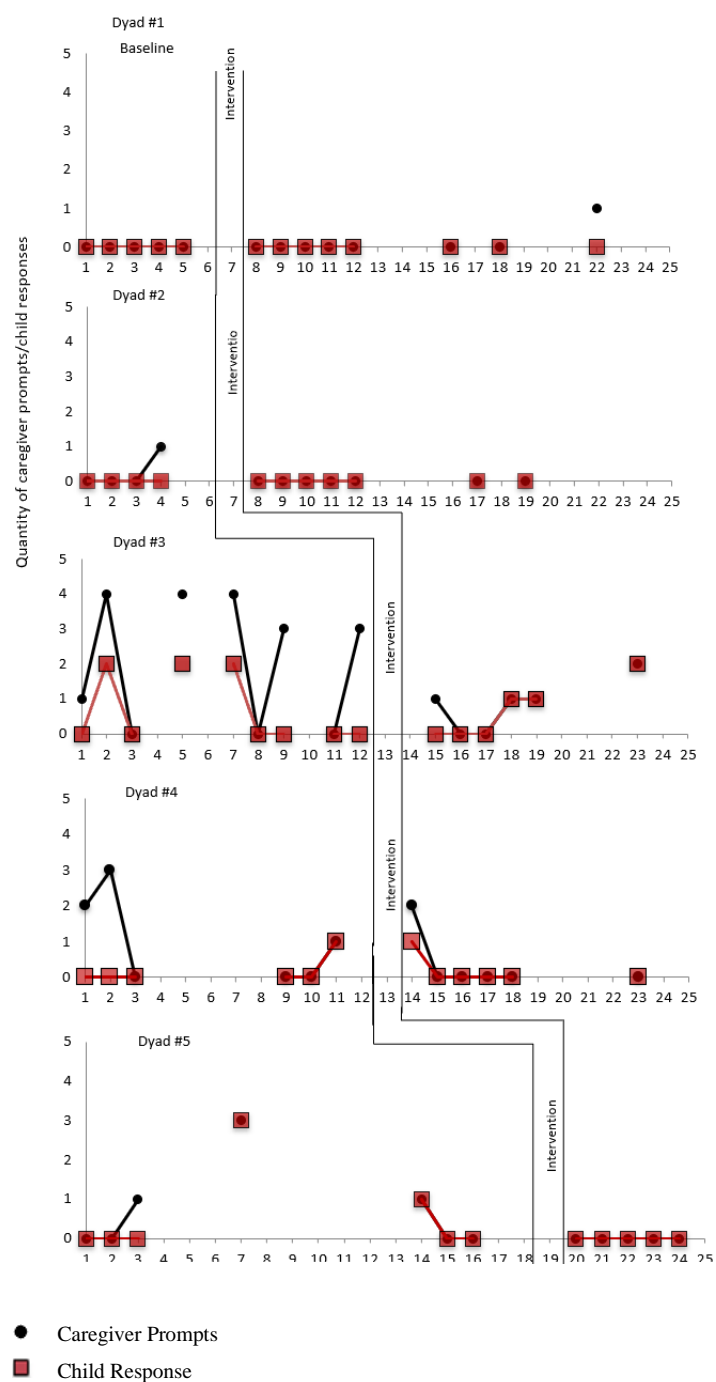 Dyad #1
Baseline
Intervention
Quantity of caregiver prompts/child responses
5
4
3
2
1
0
1 2 3 4 5 6 7 8 9 10 11 12 13 14 15 16 17 18 19 20 21 22 23 24 25
Dyad #2
Interventio
5
4
3
2
1
0
1 2 3 4 5 6 7 8 9 10 11 12 13 14 15 16 17 18 19 20 21 22 23 24 25
Dyad #3
Intervention
5
4
3
2
1
0
1 2 3 4 5 6 7 8 9 10 11 12 13 14 15 16 17 18 19 20 21 22 23 24 25
Dyad #4
Intervention
5
4
3
2
1
0
1 2 3 4 5 6 7 8 9 10 11 12 13 14 15 16 17 18 19 20 21 22 23 24 25
Dyad #5
Intervention
5
4
3
2
1
0
1 2 3 4 5 6 7 8 9 10 11 12 13 14 15 16 17 18 19 20 21 22 23 24 25
Caregiver Prompts
Child Response